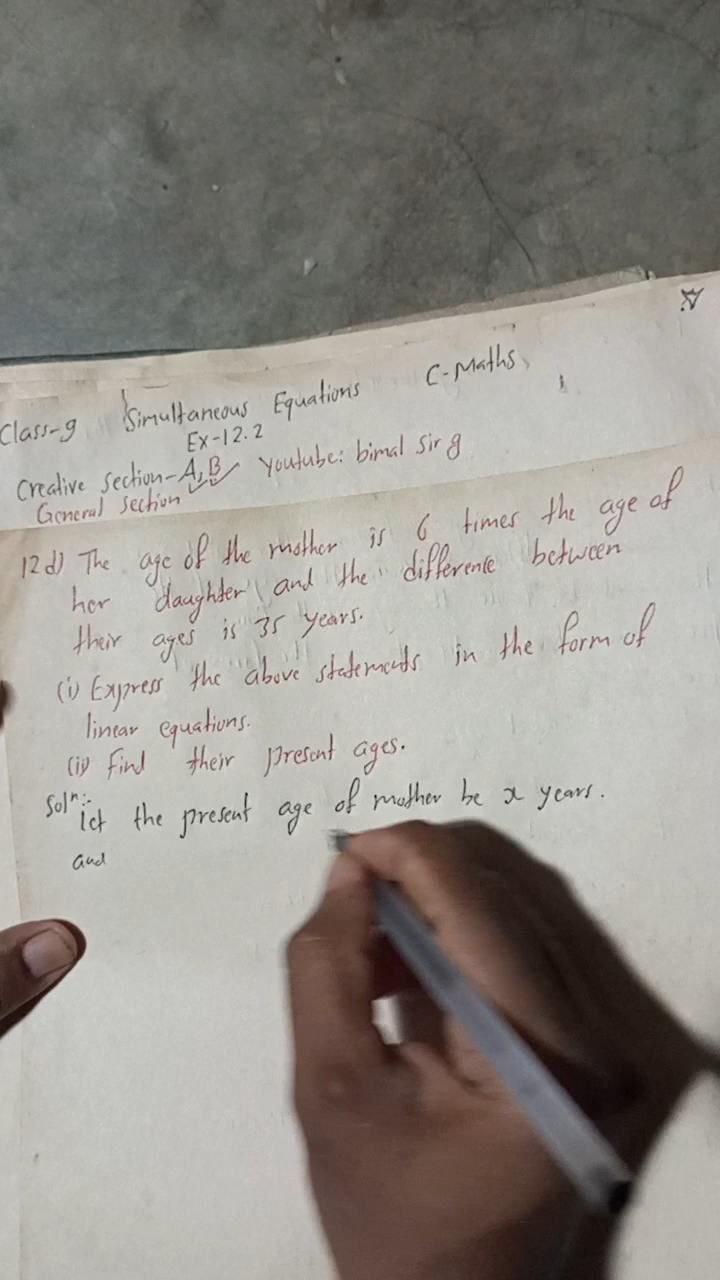 Class-9 Simultaneous Equations C-Maths
Ex-12.2
Creative section-A,B Youtube: bimal sir g
General section
12d) The age of the mother is 6 times the age of
her daughter and the difference between
their ages is 35 years.
(i) Express the above statements in the form of
linear equations.
(ii) find their present ages.
Solⁿ:-
let the present age of mother be x years.
and